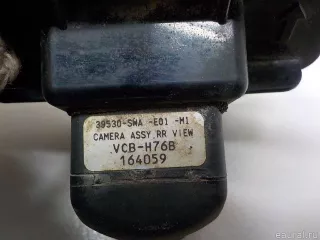 39530-SWA -E01 -M1
CAMERA ASSY,RR VIEW
VCB-H76B
164059